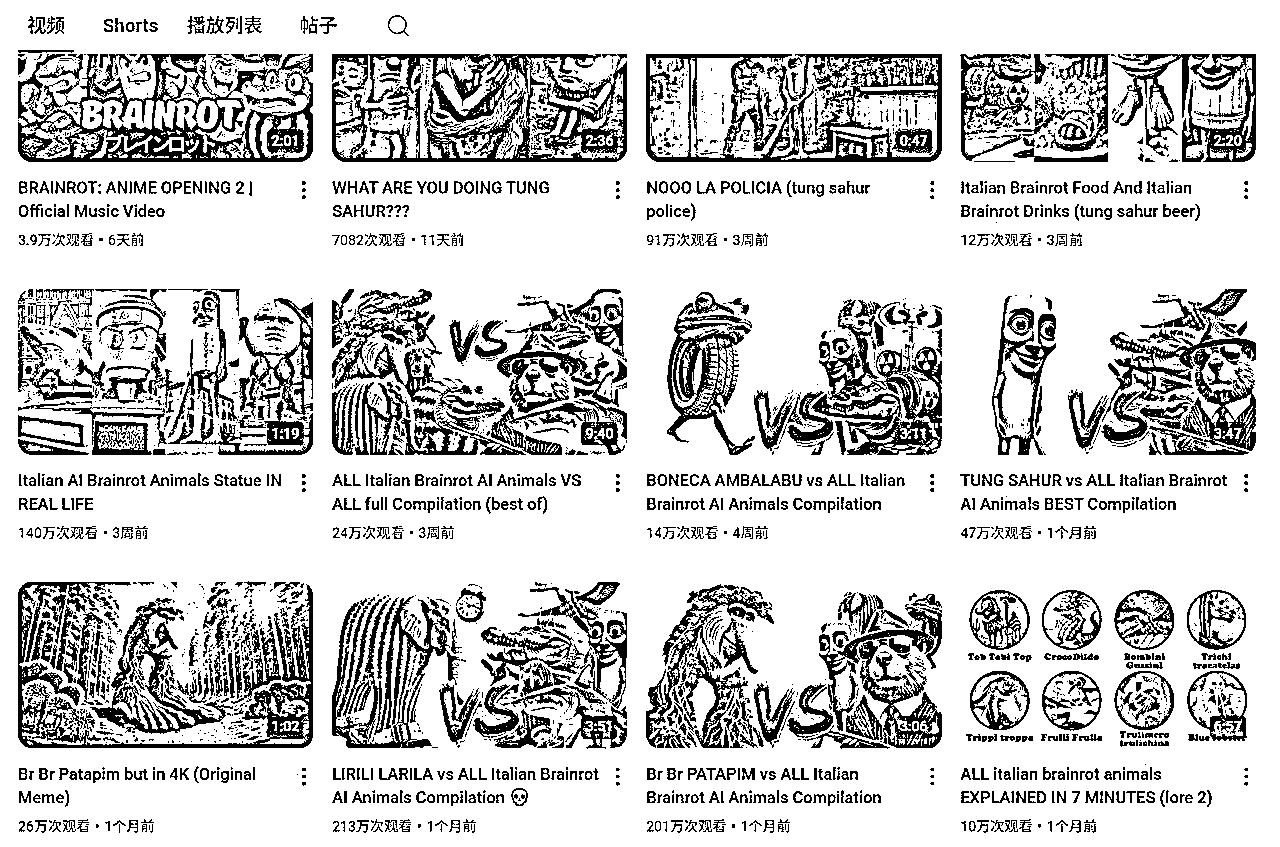 视频 Shorts 播放列表 帖子
BRAINROT
ブレインロット
2:01 2:36 0:47 2:20
BRAINROT: ANIME OPENING 2 |
Official Music Video
3.9万次观看 • 6天前
WHAT ARE YOU DOING TUNG
SAHUR???
7082次观看 • 11天前
NOOO LA POLICIA (tung sahur
police)
91万次观看 • 3周前
Italian Brainrot Food And Italian
Brainrot Drinks (tung sahur beer)
12万次观看 • 3周前
1:19
VS
9:40
VS
3:11
VS
3:47
Italian AI Brainrot Animals Statue IN
REAL LIFE
140万次观看 • 3周前
ALL Italian Brainrot AI Animals VS
ALL full Compilation (best of)
24万次观看 • 3周前
BONECA AMBALABU vs ALL Italian
Brainrot AI Animals Compilation
14万次观看 • 4周前
TUNG SAHUR vs ALL Italian Brainrot
AI Animals BEST Compilation
47万次观看 • 1个月前
1:02
VS
3:51
VS
3:06
Tob Tobi Top
CrocoDildo
Bombini
Gusini
Trichi
trocotelas
Trippi troppa
Frulli Frulla
Trulimero
trulichina
Blue lobster
6:57
Br Br Patapim but in 4K (Original
Meme)
26万次观看 • 1个月前
LIRILI LARILA vs ALL Italian Brainrot
AI Animals Compilation 💀
213万次观看 • 1个月前
Br Br PATAPIM vs ALL Italian
Brainrot AI Animals Compilation
201万次观看 • 1个月前
ALL italian brainrot animals
EXPLAINED IN 7 MINUTES (lore 2)
10万次观看 • 1个月前